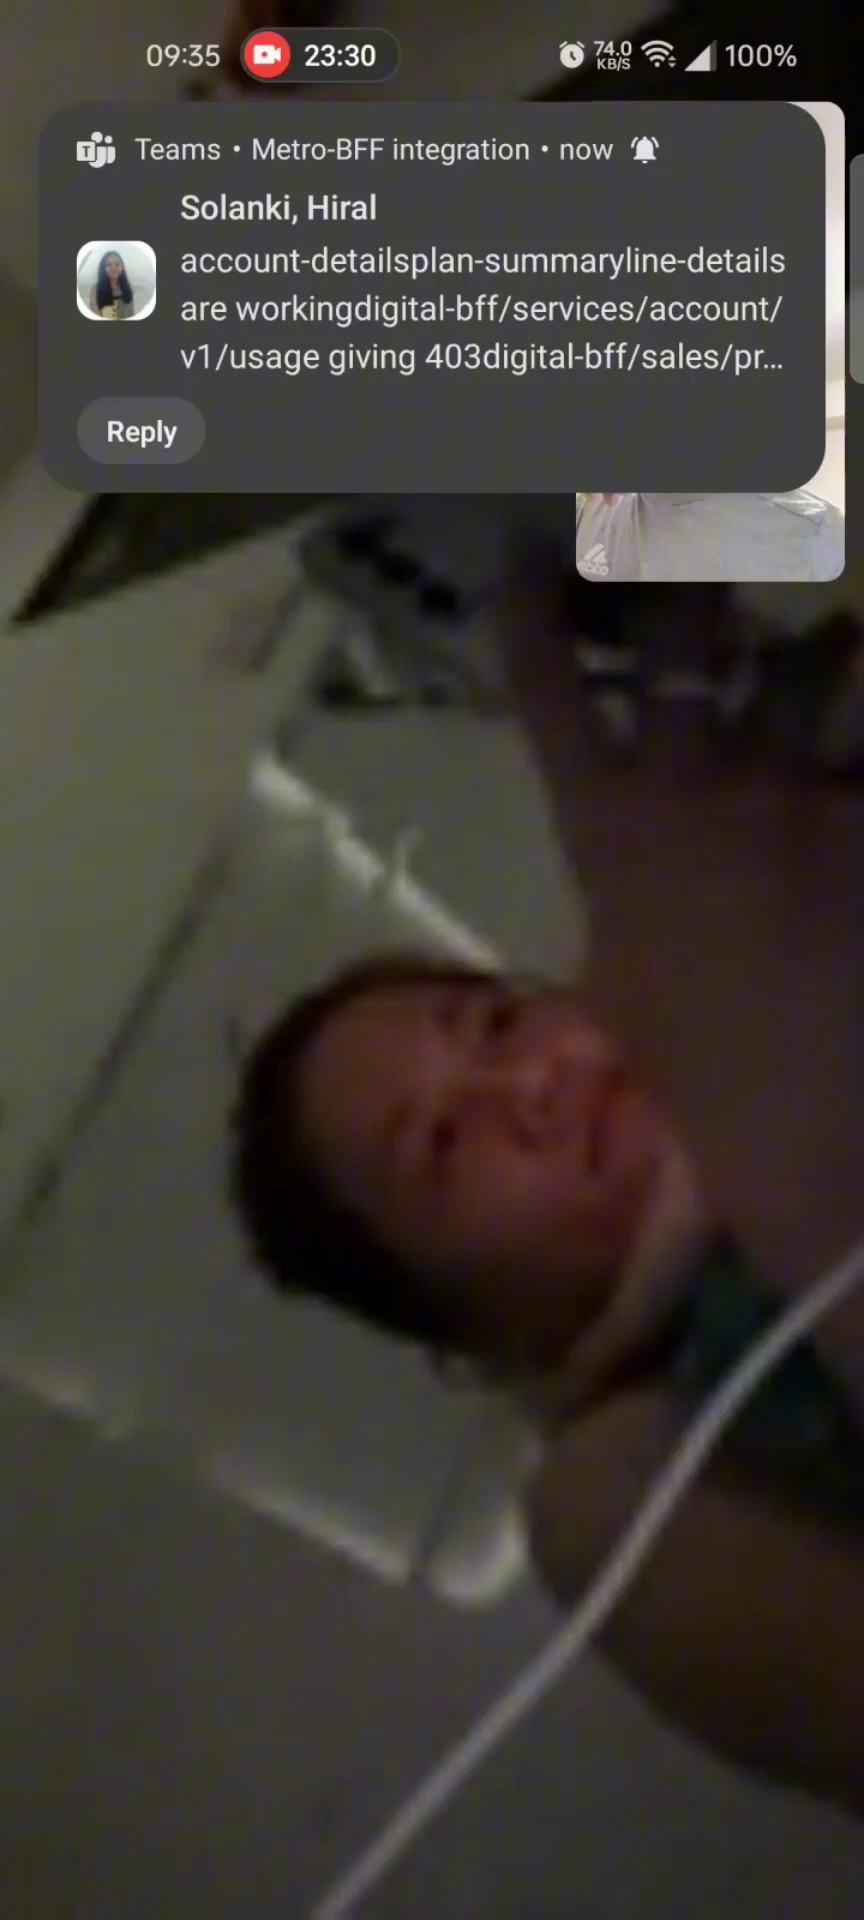 09:35 23:30 74.0 KB/S 100%
Teams • Metro-BFF integration • now
Solanki, Hiral
account-detailsplan-summaryline-details
are workingdigital-bff/services/account/
v1/usage giving 403digital-bff/sales/pr...
Reply